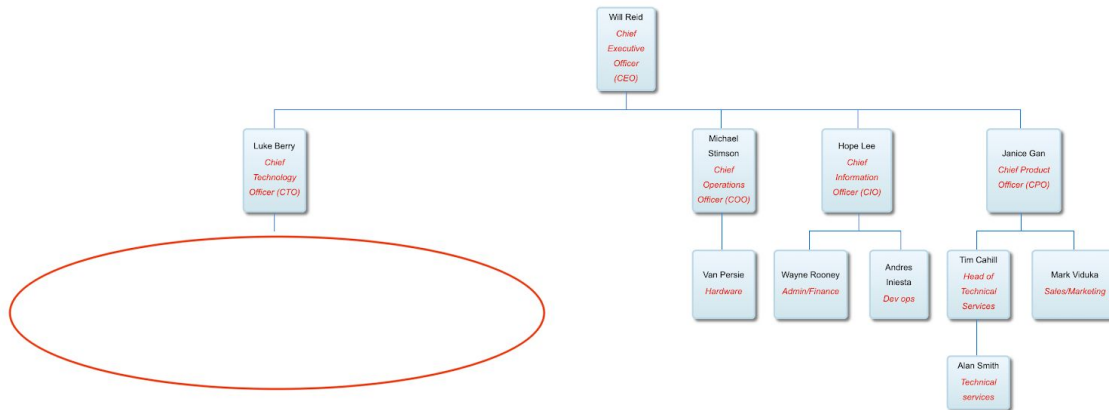 Will Reid
Chief
Executive
Officer
(CEO)
Luke Berry
Chief
Technology
Officer (CTO)
Michael
Stimson
Chief
Operations
Officer (COO)
Hope Lee
Chief
Information
Officer (CIO)
Janice Gan
Chief Product
Officer (CPO)
Van Persie
Hardware
Wayne Rooney
Admin/Finance
Andres
Iniesta
Dev ops
Tim Cahill
Head of
Technical
Services
Mark Viduka
Sales/Marketing
Alan Smith
Technical
services